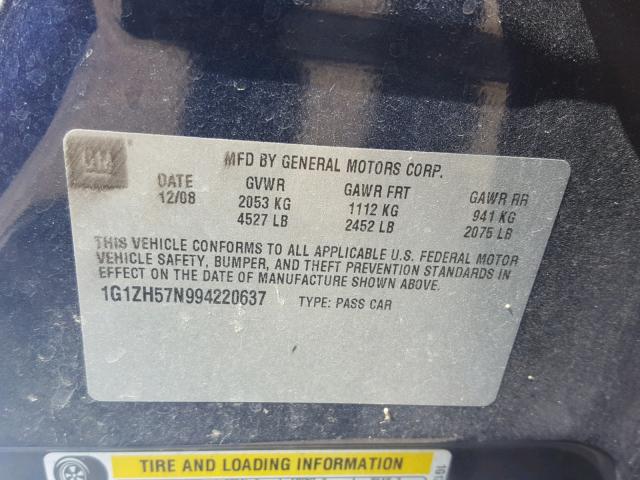 GM
MFD BY GENERAL MOTORS CORP.
DATE GVWR GAWR FRT GAWR RR
12/08 2053 KG 1112 KG 941 KG
4527 LB 2452 LB 2075 LB
THIS VEHICLE CONFORMS TO ALL APPLICABLE U.S. FEDERAL MOTOR
VEHICLE SAFETY, BUMPER, AND THEFT PREVENTION STANDARDS IN
EFFECT ON THE DATE OF MANUFACTURE SHOWN ABOVE.
1G1ZH57N994220637 TYPE: PASS CAR
TIRE AND LOADING INFORMATION